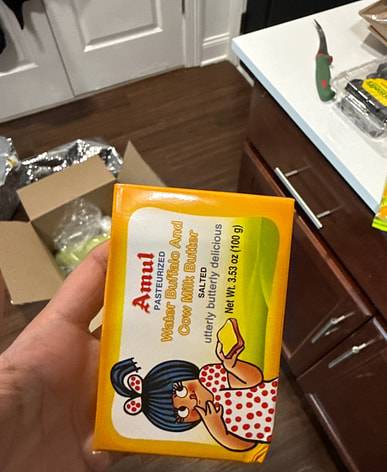 Amul
PASTEURIZED
Water Buffalo And
Cow Milk Butter
SALTED
utterly butterly delicious
Net Wt. 3.53 oz (100 g)